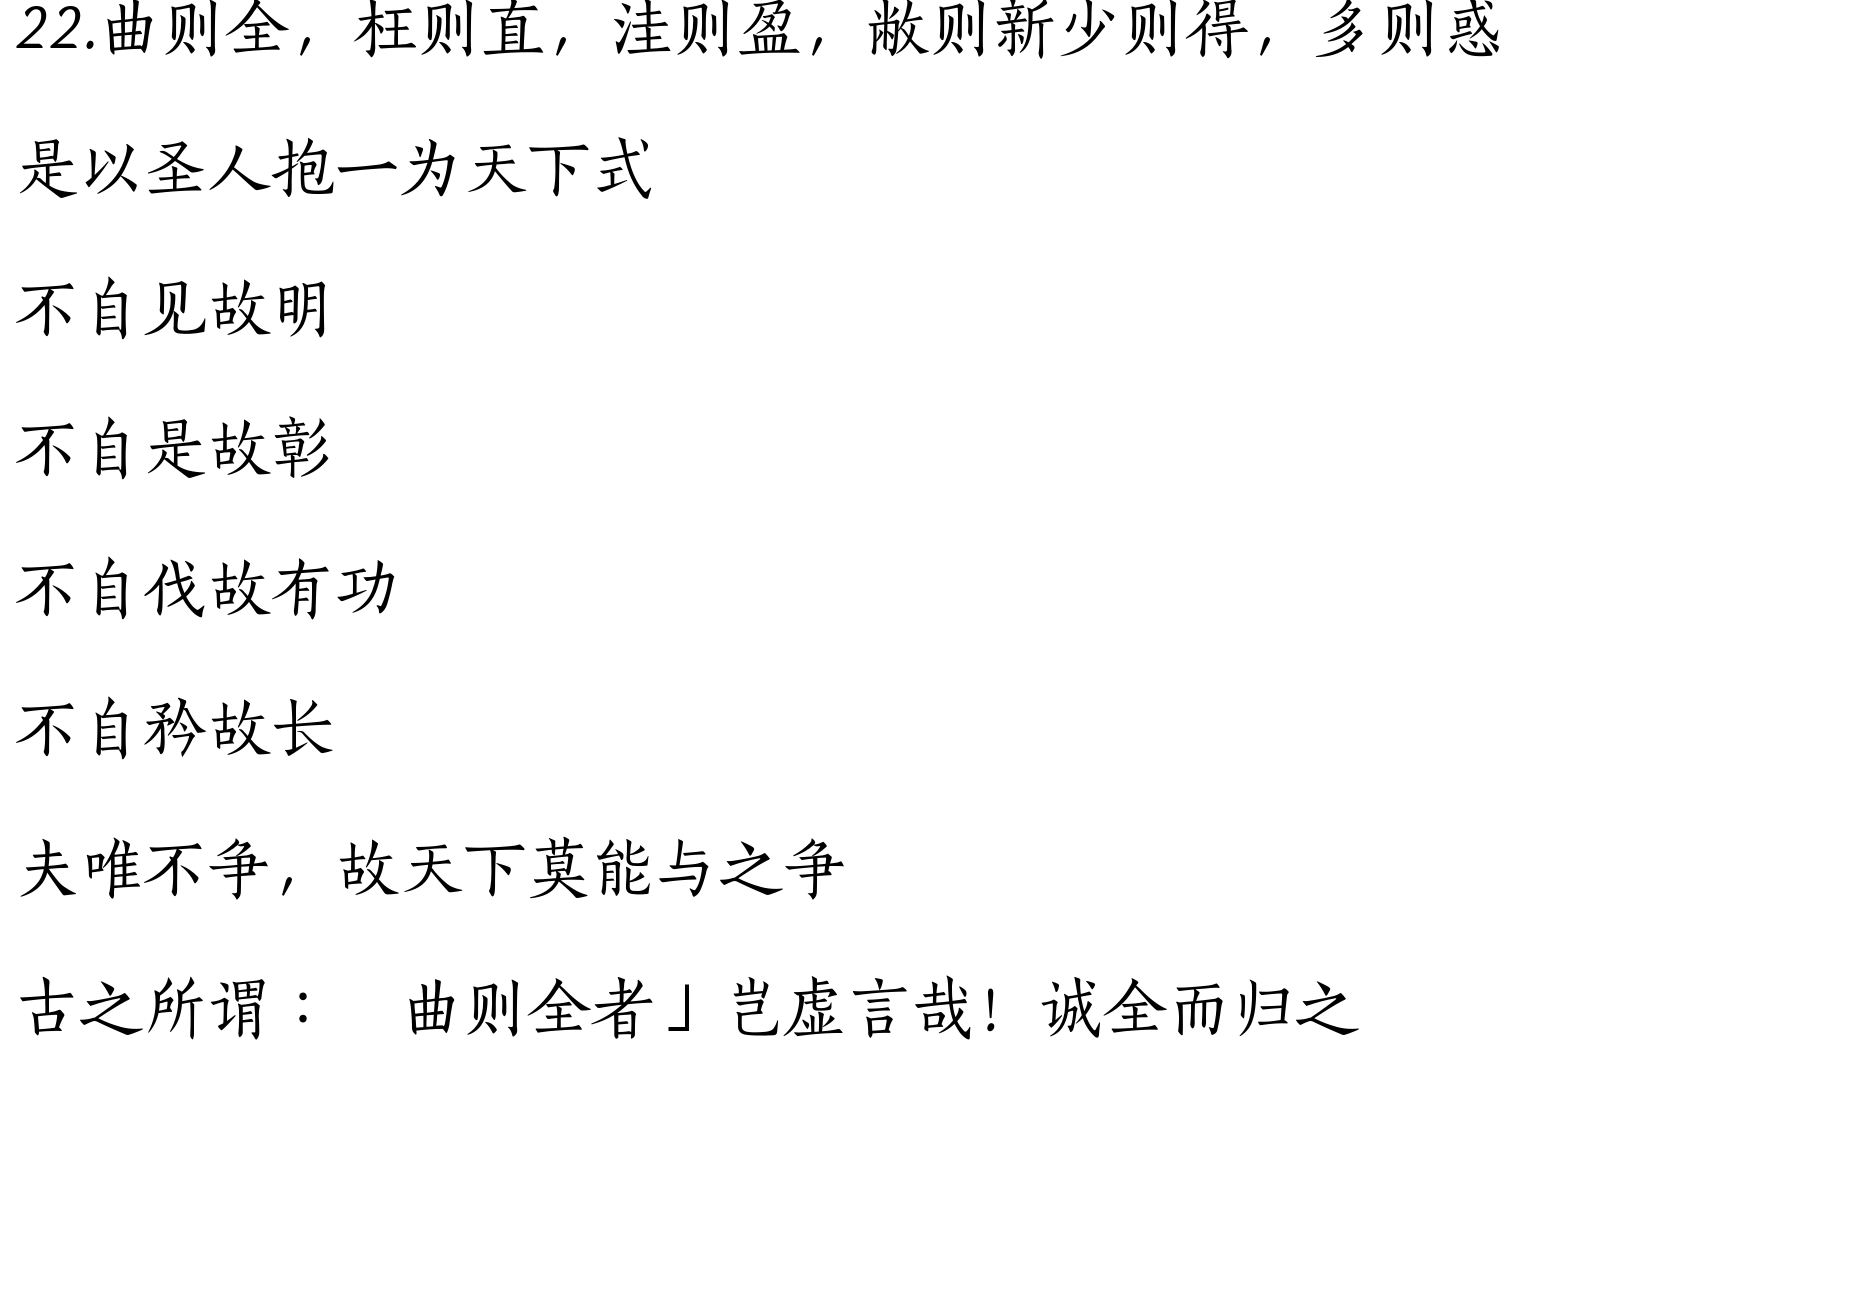 22.曲则全，枉则直，洼则盈，敝则新少则得，多则惑
是以圣人抱一为天下式
不自见故明
不自是故彰
不自伐故有功
不自矜故长
夫唯不争，故天下莫能与之争
古之所谓：　曲则全者」岂虚言哉！诚全而归之